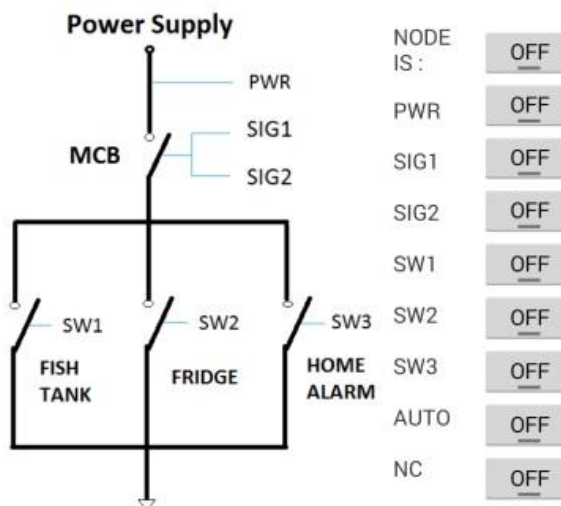 Power Supply
PWR
MCB
SIG1
SIG2
SW1
SW2
SW3
FISH
TANK
FRIDGE
HOME
ALARM
NODE
IS :
OFF
PWR
OFF
SIG1
OFF
SIG2
OFF
SW1
OFF
SW2
OFF
SW3
OFF
AUTO
OFF
NC
OFF